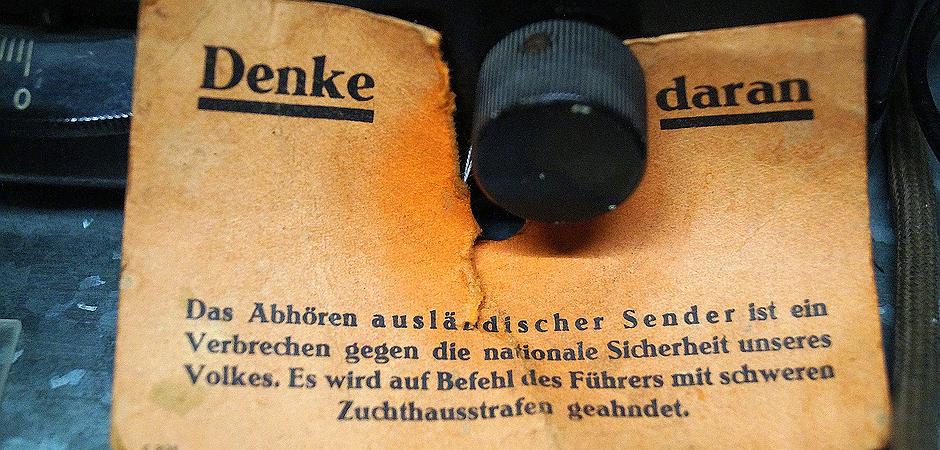 Denke daran
Das Abhören ausländischer Sender ist ein
Verbrechen gegen die nationale Sicherheit unseres
Volkes. Es wird auf Befehl des Führers mit schweren
Zuchthausstrafen geahndet.
0